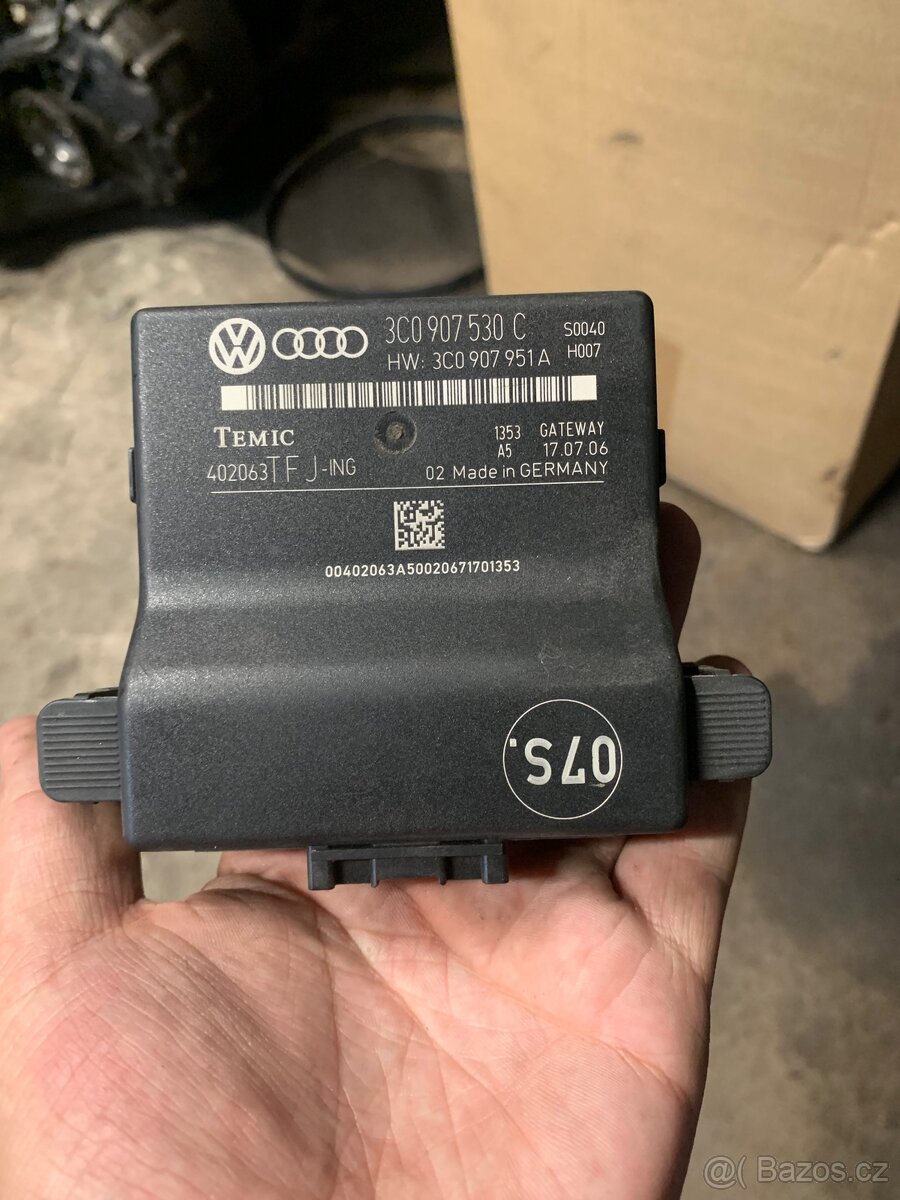 3C0 907 530 C
S0040
HW: 3C0 907 951 A
H007
TEMIC
1353 GATEWAY
A5 17.07.06
402063TFJ-ING
02 Made in GERMANY
00402063A50020671701353
07S.
@( Bazos.cz